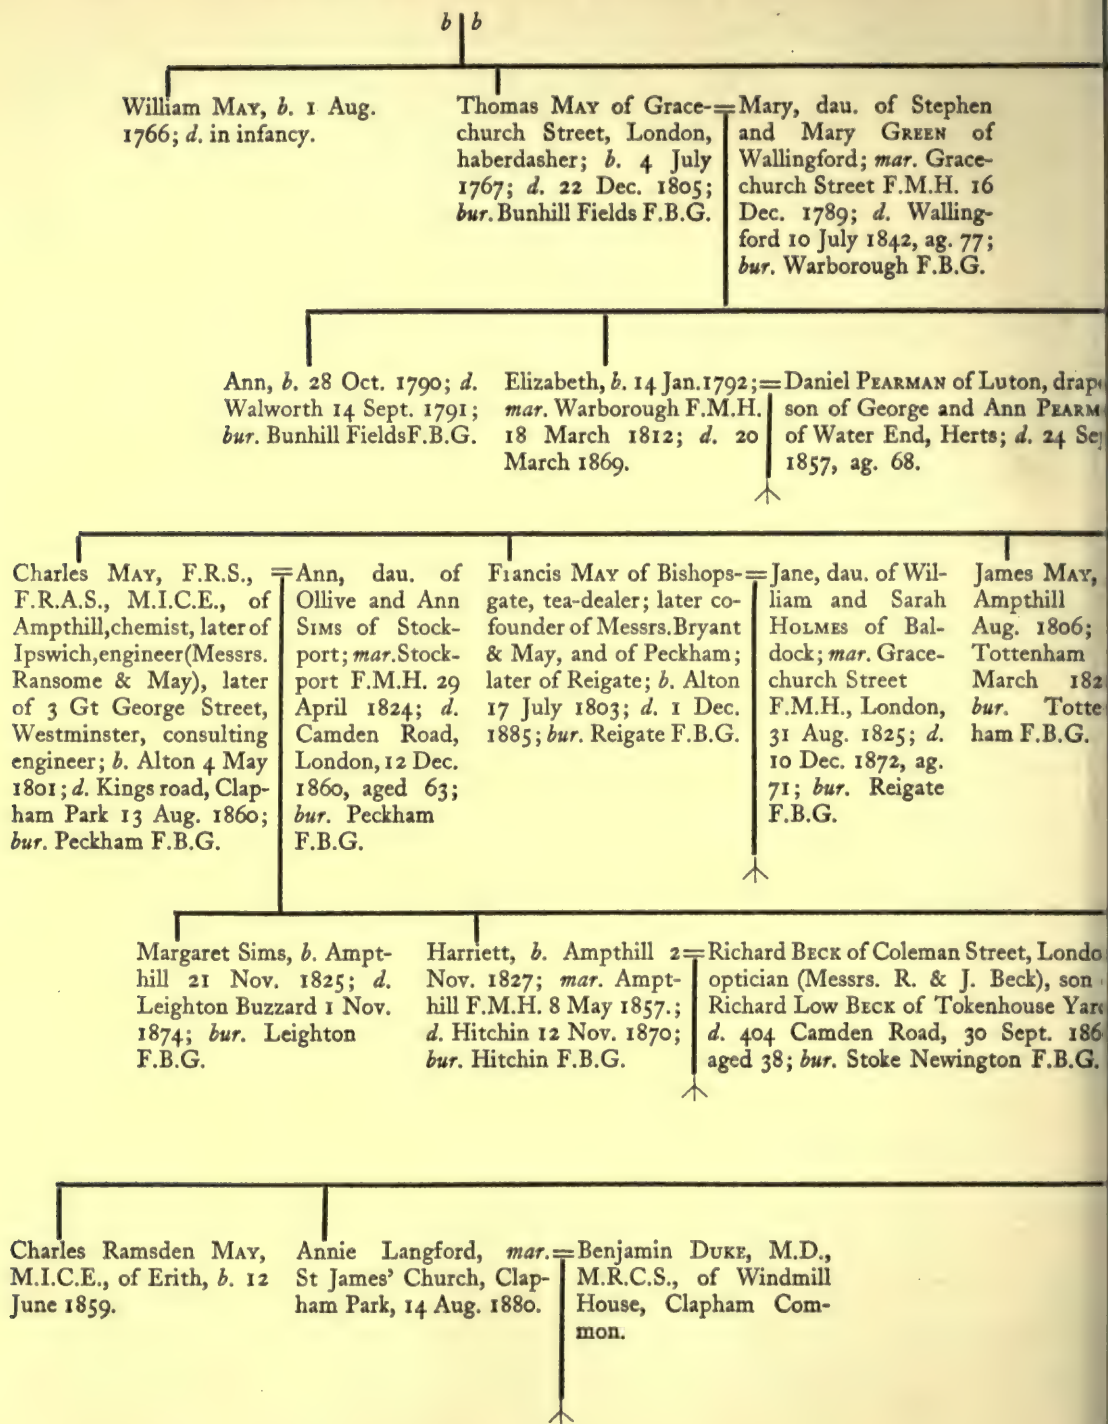 b b
William MAY, b. 1 Aug.
1766; d. in infancy.
Thomas MAY of Grace-
church Street, London,
haberdasher; b. 4 July
1767; d. 22 Dec. 1805;
bur. Bunhill Fields F.B.G.
=Mary, dau. of Stephen
and Mary GREEN of
Wallingford; mar. Grace-
church Street F.M.H. 16
Dec. 1789; d. Walling-
ford 10 July 1842, ag. 77;
bur. Warborough F.B.G.
Ann, b. 28 Oct. 1790; d.
Walworth 14 Sept. 1791;
bur. Bunhill FieldsF.B.G.
Elizabeth, b. 14 Jan.1792;
mar. Warborough F.M.H.
18 March 1812; d. 20
March 1869.
=Daniel PEARMAN of Luton, drap
son of George and Ann PEARM
of Water End, Herts; d. 24 Se
1857, ag. 68.
Charles MAY, F.R.S.,
F.R.A.S., M.I.C.E., of
Ampthill,chemist, later of
Ipswich,engineer(Messrs.
Ransome & May), later
of 3 Gt George Street,
Westminster, consulting
engineer; b. Alton 4 May
1801; d. Kings road, Clap-
ham Park 13 Aug. 1860;
bur. Peckham F.B.G.
=Ann, dau. of
Ollive and Ann
SIMS of Stock-
port; mar.Stock-
port F.M.H. 29
April 1824; d.
Camden Road,
London, 12 Dec.
1860, aged 63;
bur. Peckham
F.B.G.
Francis MAY of Bishops-
gate, tea-dealer; later co-
founder of Messrs.Bryant
& May, and of Peckham;
later of Reigate; b. Alton
17 July 1803; d. 1 Dec.
1885; bur. Reigate F.B.G.
=Jane, dau. of Wil-
liam and Sarah
HOLMES of Bal-
dock; mar. Grace-
church Street
F.M.H., London,
31 Aug. 1825; d.
10 Dec. 1872, ag.
71; bur. Reigate
F.B.G.
James MAY,
Ampthill
Aug. 1806;
Tottenham
March 182
bur. Totte
ham F.B.G.
Margaret Sims, b. Ampt-
hill 21 Nov. 1825; d.
Leighton Buzzard 1 Nov.
1874; bur. Leighton
F.B.G.
Harriett, b. Ampthill 2
Nov. 1827; mar. Ampt-
hill F.M.H. 8 May 1857.;
d. Hitchin 12 Nov. 1870;
bur. Hitchin F.B.G.
=Richard BECK of Coleman Street, Londo
optician (Messrs. R. & J. Beck), son
Richard Low BECK of Tokenhouse Yar
d. 404 Camden Road, 30 Sept. 186
aged 38; bur. Stoke Newington F.B.G.
Charles Ramsden MAY,
M.I.C.E., of Erith, b. 12
June 1859.
Annie Langford, mar.
St James' Church, Clap-
ham Park, 14 Aug. 1880.
=Benjamin DUKE, M.D.,
M.R.C.S., of Windmill
House, Clapham Com-
mon.